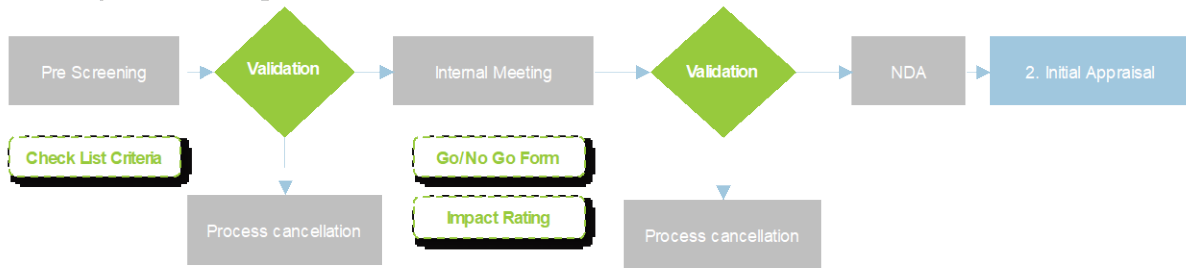 Pre Screening
Validation
Internal Meeting
Validation
NDA
2. Initial Appraisal
Check List Criteria
Go/No Go Form
Impact Rating
Process cancellation
Process cancellation